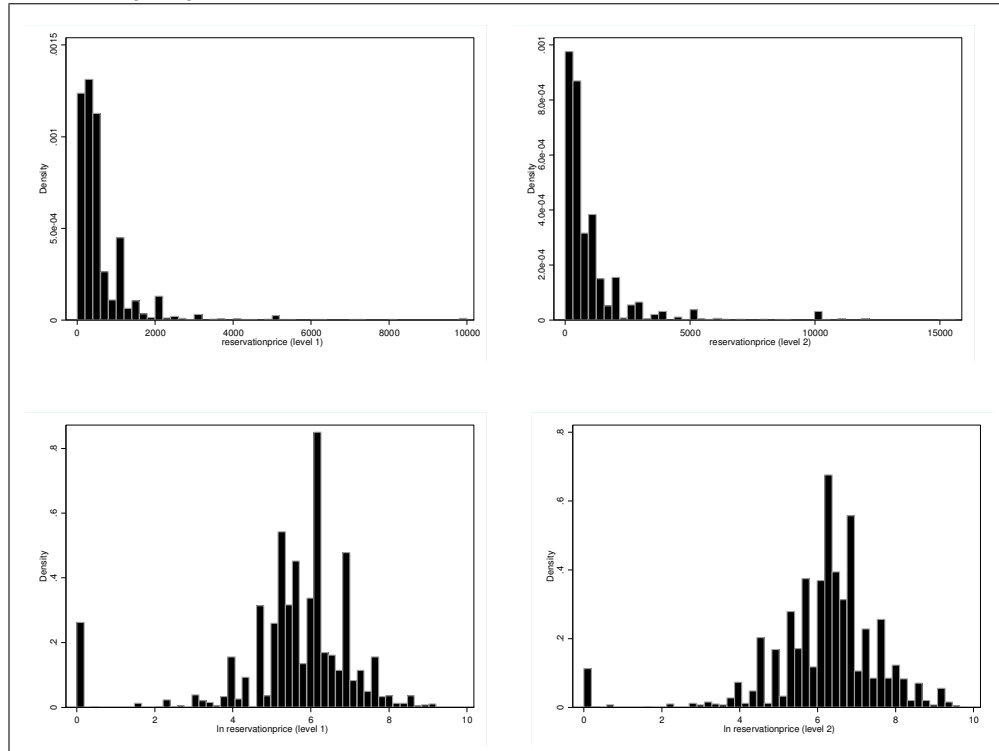 .0015
.001
5.0e-04
0
Density
0 2000 4000 6000 8000 10000
reservationprice (level 1)
.001
8.0e-04
6.0e-04
4.0e-04
2.0e-04
0
Density
0 5000 10000 15000
reservationprice (level 2)
.8
.6
.4
.2
0
Density
0 2 4 6 8 10
ln reservationprice (level 1)
.8
.6
.4
.2
0
Density
0 2 4 6 8 10
ln reservationprice (level 2)